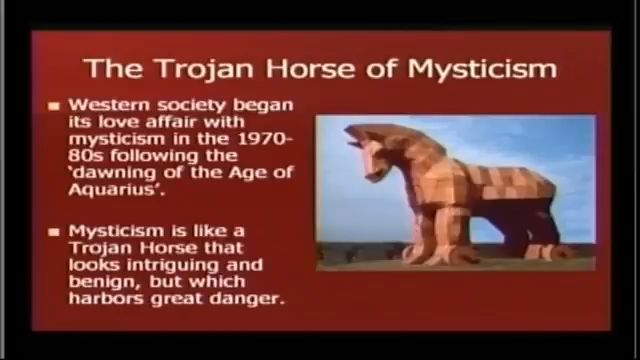 The Trojan Horse of Mysticism
Western society began
its love affair with
mysticism in the 1970-
80s following the
'dawning of the Age of
Aquarius'.
Mysticism is like a
Trojan Horse that
looks intriguing and
benign, but which
harbors great danger.